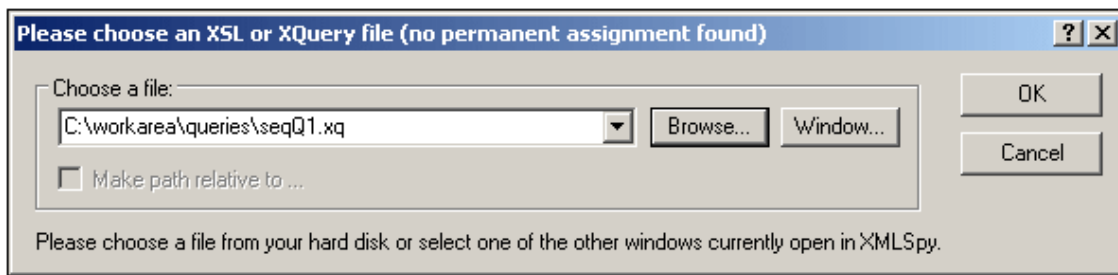 Please choose an XSL or XQuery file (no permanent assignment found)
Choose a file:
C:\workarea\queries\seqQ1.xq
Browse...
Window...
OK
Cancel
Make path relative to ...
Please choose a file from your hard disk or select one of the other windows currently open in XMLSpy.